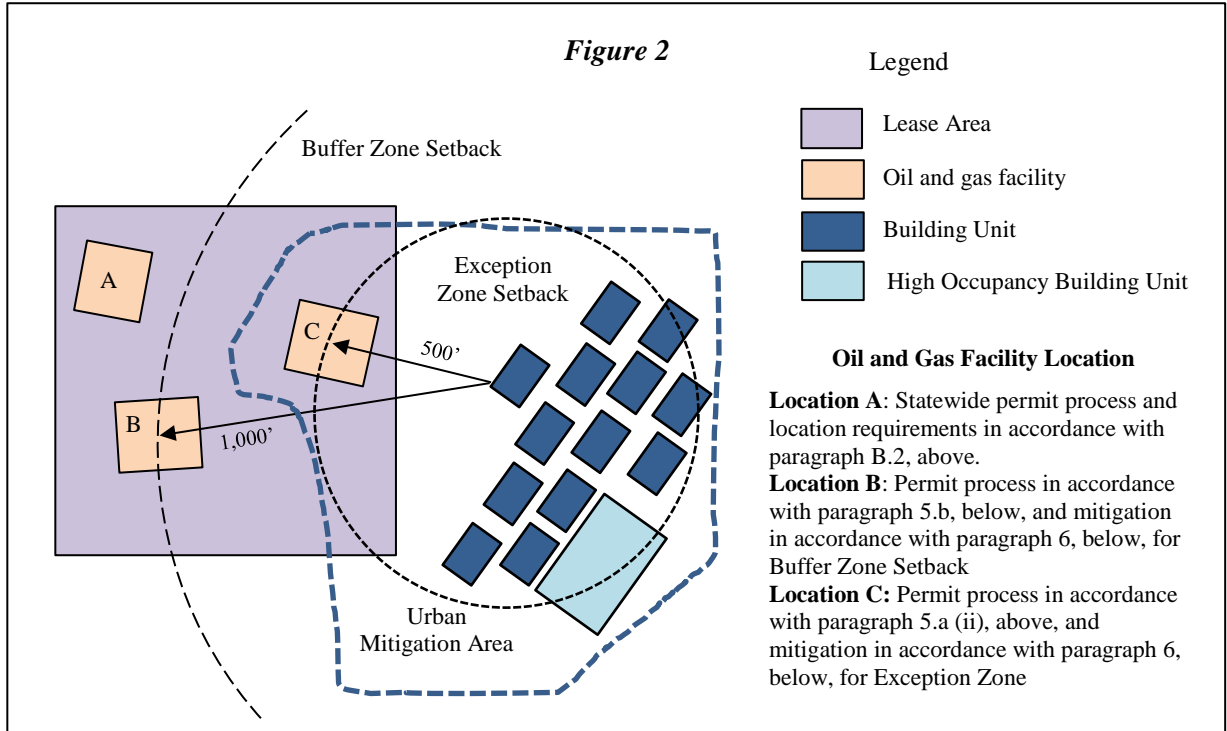 Figure 2
Legend
Lease Area
Oil and gas facility
Building Unit
High Occupancy Building Unit
Buffer Zone Setback
Exception
Zone Setback
A
B
C
500’
1,000’
Urban
Mitigation Area
Oil and Gas Facility Location
Location A: Statewide permit process and
location requirements in accordance with
paragraph B.2, above.
Location B: Permit process in accordance
with paragraph 5.b, below, and mitigation
in accordance with paragraph 6, below, for
Buffer Zone Setback
Location C: Permit process in accordance
with paragraph 5.a (ii), above, and
mitigation in accordance with paragraph 6,
below, for Exception Zone